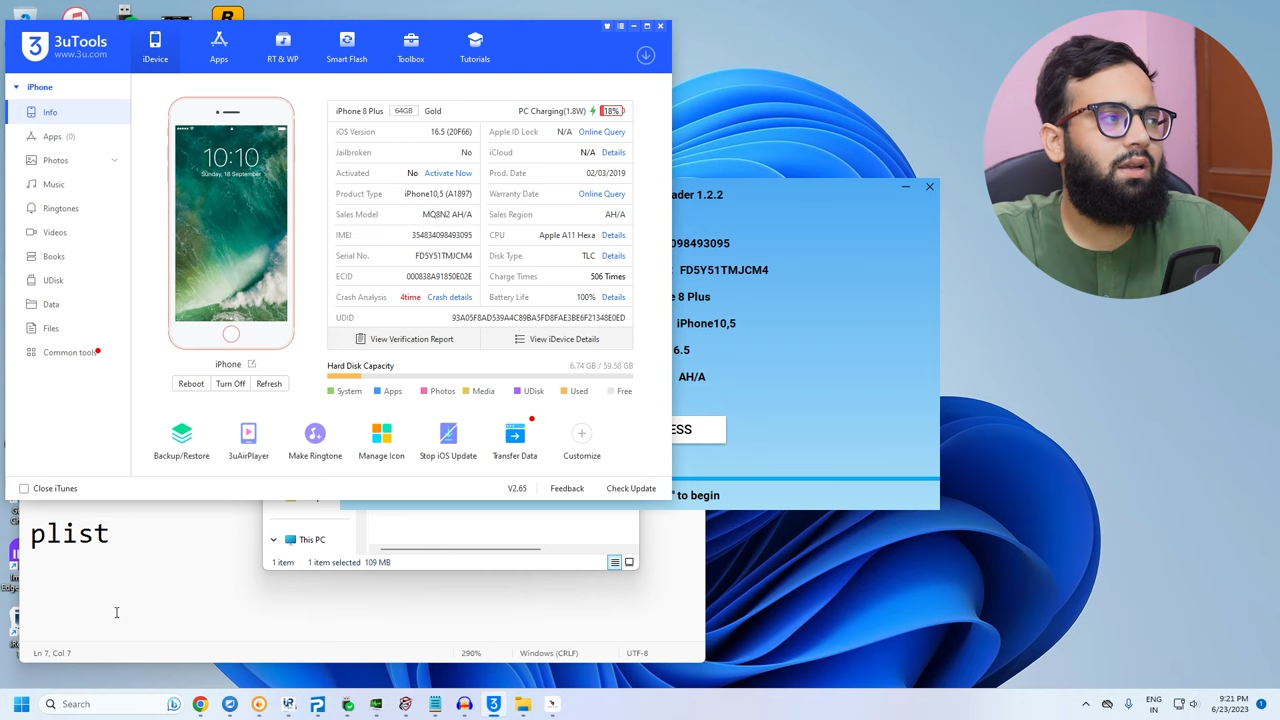 3uTools
www.3u.com
iDevice
Apps
RT & WP
Smart Flash
Toolbox
Tutorials
iPhone
Info
Apps (0)
Photos
Music
Ringtones
Videos
Books
UDisk
Data
Files
Common tools
10:10
Sunday, 18 September
iPhone
Reboot
Turn Off
Refresh
iPhone 8 Plus 64GB Gold PC Charging(1.8W) 18%
iOS Version 16.5 (20F66) Apple ID Lock N/A Online Query
Jailbroken No iCloud N/A Details
Activated No Activate Now Prod. Date 02/03/2019
Product Type iPhone10,5 (A1897) Warranty Date Online Query
Sales Model MQ8N2 AH/A Sales Region AH/A
IMEI 354834098493095 CPU Apple A11 Hexa Details
Serial No. FD5Y51TMJCM4 Disk Type TLC Details
ECID 000838A91850E02E Charge Times 506 Times
Crash Analysis 4time Crash details Battery Life 100% Details
UDID 93A05F8AD539A4C89BA5FD8FAE3BE6F21348E0ED
View Verification Report View iDevice Details
Hard Disk Capacity 6.74 GB / 59.58 GB
System Apps Photos Media UDisk Used Free
Backup/Restore
3uAirPlayer
Make Ringtone
Manage Icon
Stop iOS Update
Transfer Data
Customize
Close iTunes
V2.65
Feedback
Check Update
ader 1.2.2
098493095
FD5Y51TMJCM4
e 8 Plus
iPhone10,5
6.5
AH/A
ESS
" to begin
This PC
1 item 1 item selected 109 MB
plist
Ln 7, Col 7 290% Windows (CRLF) UTF-8
Search
ENG
IN
9:21 PM
6/23/2023